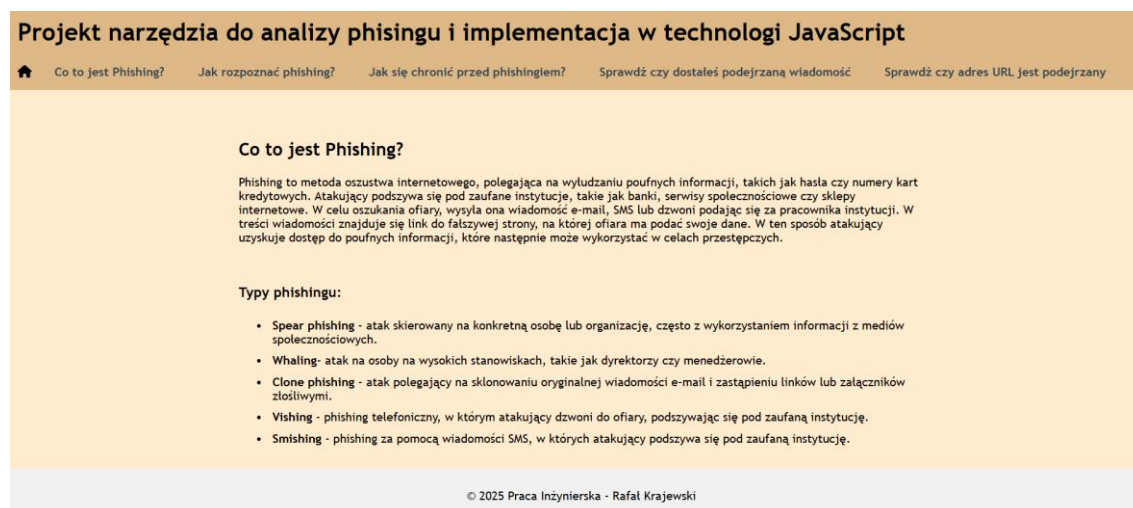 Projekt narzędzia do analizy phisingu i implementacja w technologi JavaScript
Co to jest Phishing? Jak rozpoznać phishing? Jak się chronić przed phishingiem? Sprawdź czy dostałeś podejrzaną wiadomość Sprawdź czy adres URL jest podejrzany
Co to jest Phishing?
Phishing to metoda oszustwa internetowego, polegająca na wyłudzaniu poufnych informacji, takich jak hasła czy numery kart
kredytowych. Atakujący podszywa się pod zaufane instytucje, takie jak banki, serwisy społecznościowe czy sklepy
internetowe. W celu oszukania ofiary, wysyła ona wiadomość e-mail, SMS lub dzwoni podając się za pracownika instytucji. W
treści wiadomości znajduje się link do fałszywej strony, na której ofiara ma podać swoje dane. W ten sposób atakujący
uzyskuje dostęp do poufnych informacji, które następnie może wykorzystać w celach przestępczych.
Typy phishingu:
• Spear phishing - atak skierowany na konkretną osobę lub organizację, często z wykorzystaniem informacji z mediów
społecznościowych.
• Whaling- atak na osoby na wysokich stanowiskach, takie jak dyrektorzy czy menedżerowie.
• Clone phishing - atak polegający na sklonowaniu oryginalnej wiadomości e-mail i zastąpieniu linków lub załączników
złośliwymi.
• Vishing - phishing telefoniczny, w którym atakujący dzwoni do ofiary, podszywając się pod zaufaną instytucję.
• Smishing - phishing za pomocą wiadomości SMS, w których atakujący podszywa się pod zaufaną instytucję.
© 2025 Praca Inżynierska - Rafał Krajewski